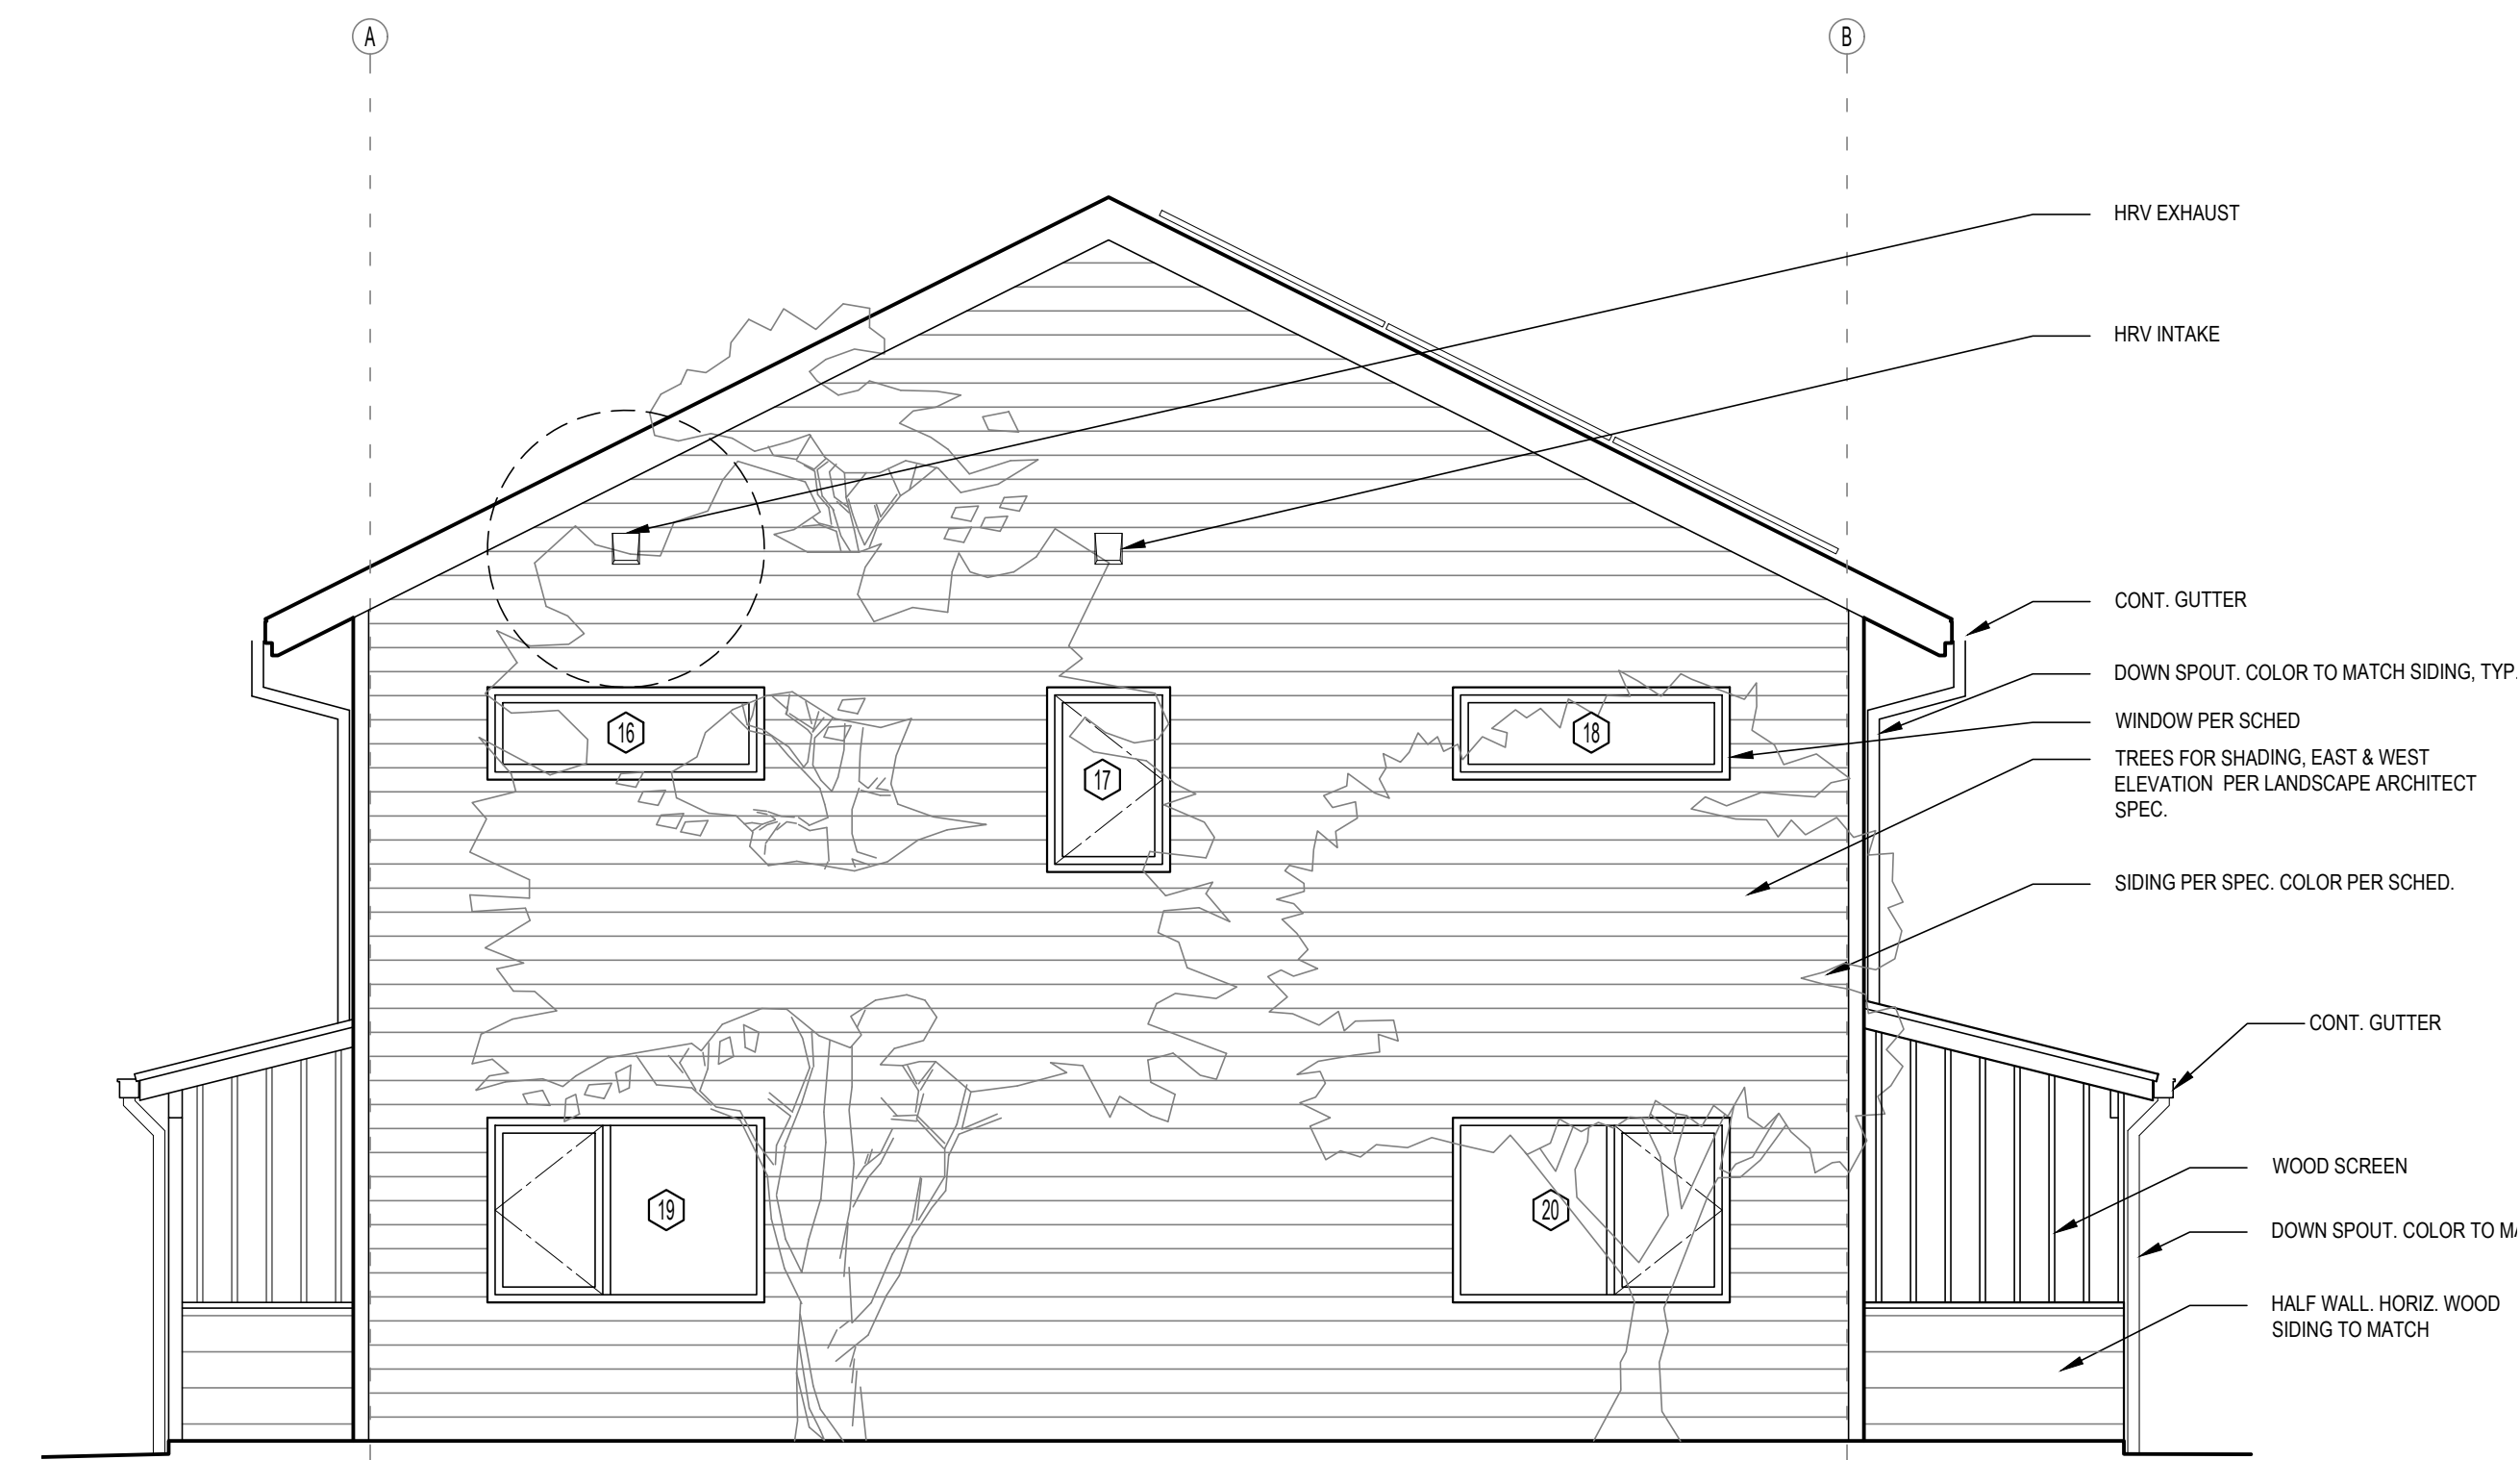 A
B
HRV EXHAUST
HRV INTAKE
CONT. GUTTER
DOWN SPOUT. COLOR TO MATCH SIDING, TYP.
WINDOW PER SCHED
TREES FOR SHADING, EAST & WEST
ELEVATION PER LANDSCAPE ARCHITECT
SPEC.
SIDING PER SPEC. COLOR PER SCHED.
16
17
18
CONT. GUTTER
WOOD SCREEN
19
20
DOWN SPOUT. COLOR TO MA
HALF WALL. HORIZ. WOOD
SIDING TO MATCH